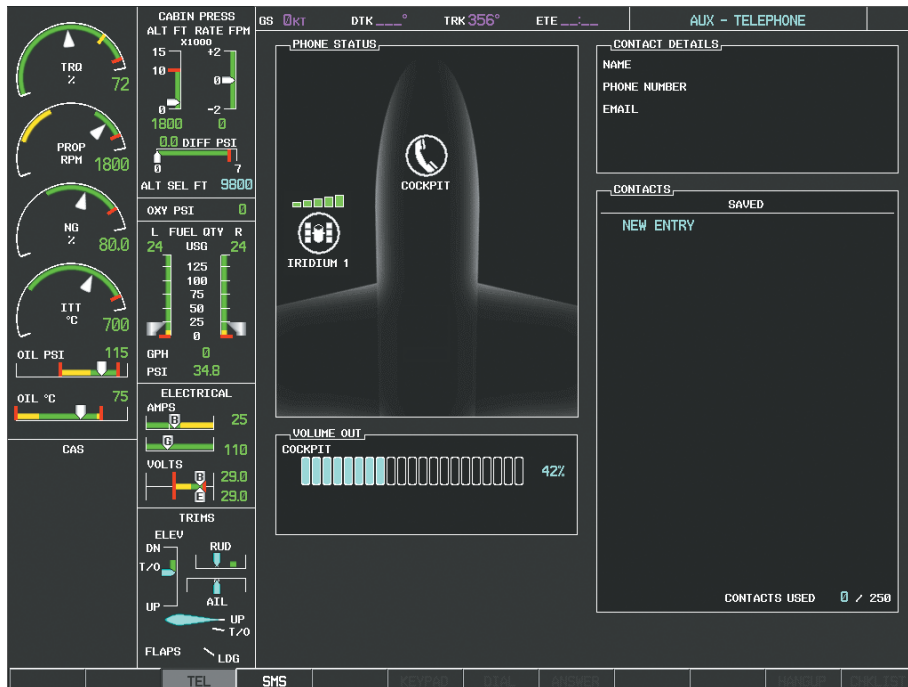 GS 0KT DTK ___° TRK 356° ETE __:__ AUX - TELEPHONE
TRQ
%
72
PROP
RPM
1800
NG
%
80.0
ITT
°C
700
OIL PSI 115
OIL °C 75
CAS
CABIN PRESS
ALT FT RATE FPM
X1000
15 +2
10 0
0 -2
1800 0
0.0 DIFF PSI
0 7
ALT SEL FT 9800
OXY PSI 0
L FUEL QTY R
24 USG 24
125
100
75
50
25
0
GPH 0
PSI 34.8
ELECTRICAL
AMPS
B 25
G 110
VOLTS
B 29.0
E 29.0
TRIMS
ELEV
DN RUD
T/O
UP AIL
UP
T/O
FLAPS LDG
PHONE STATUS
COCKPIT
IRIDIUM 1
VOLUME OUT
COCKPIT
42%
CONTACT DETAILS
NAME
PHONE NUMBER
EMAIL
CONTACTS
SAVED
NEW ENTRY
CONTACTS USED 0 / 250
TEL SMS KEYPAD DIAL ANSWER HANGUP CHKLIST